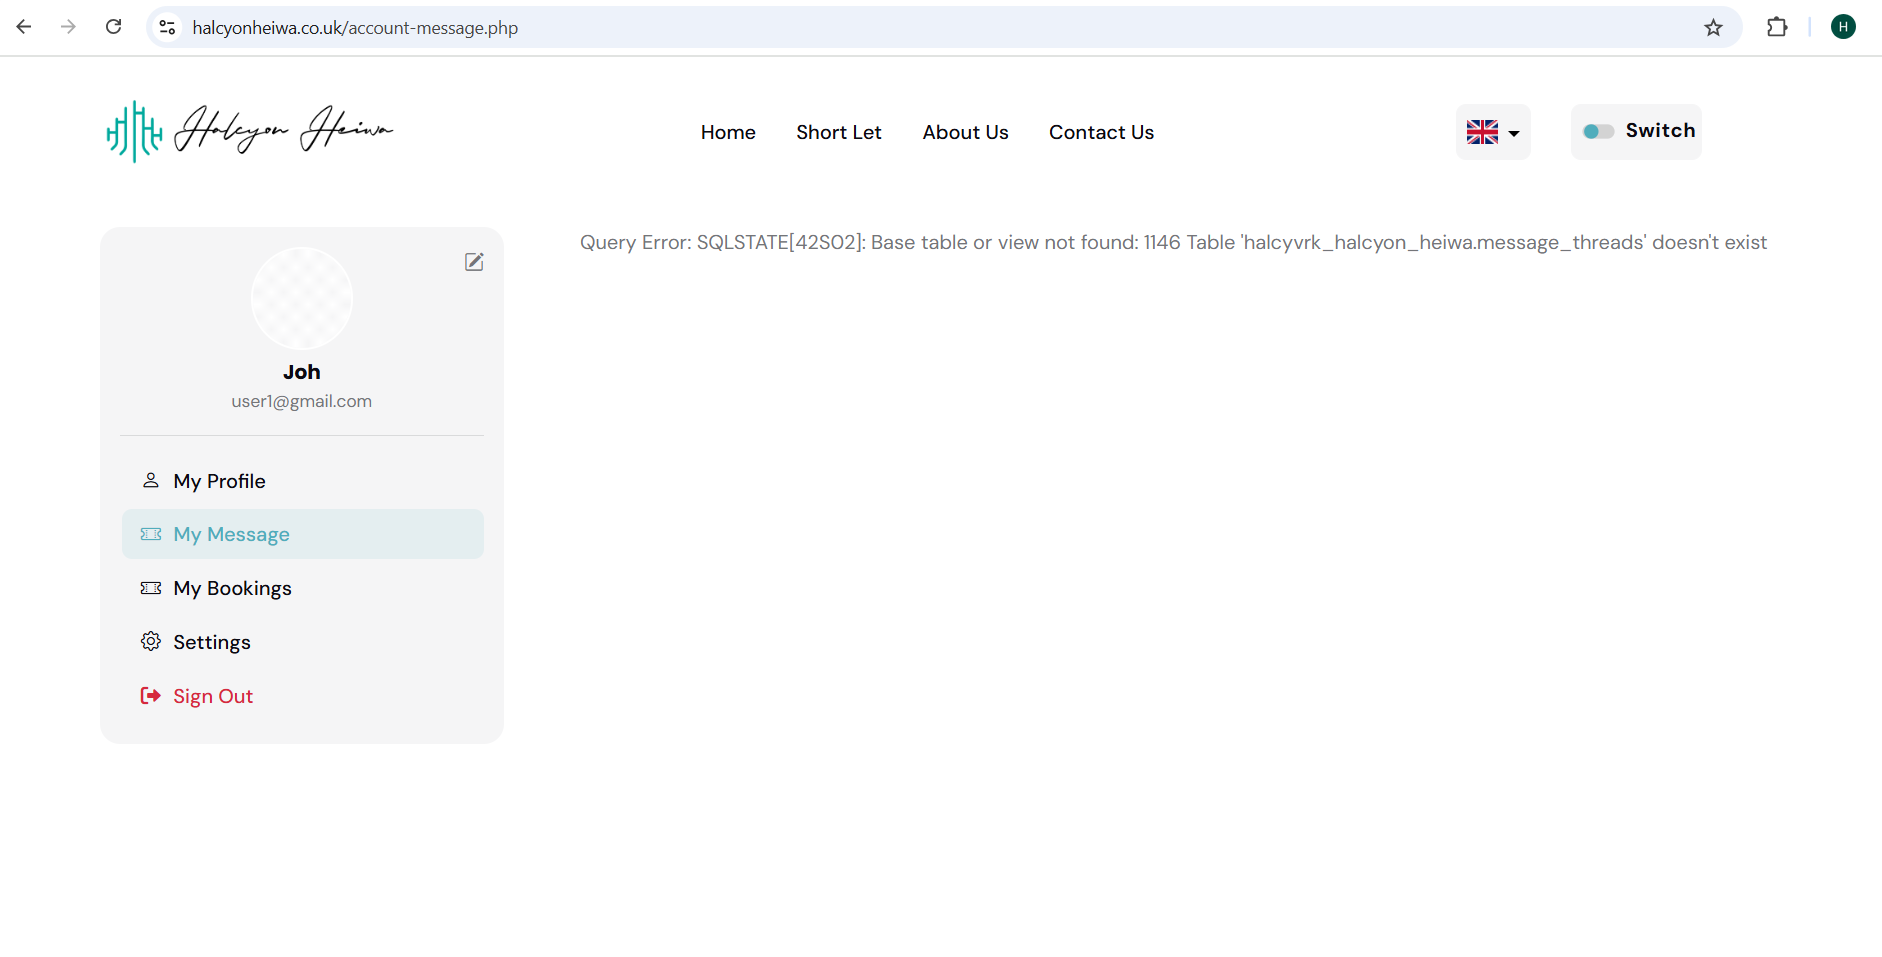 halcyonheiwa.co.uk/account-message.php
H
Halcyon Heiwa
Home Short Let About Us Contact Us
Switch
Query Error: SQLSTATE[42S02]: Base table or view not found: 1146 Table 'halcyvrk_halcyon_heiwa.message_threads' doesn't exist
Joh
user1@gmail.com
My Profile
My Message
My Bookings
Settings
Sign Out